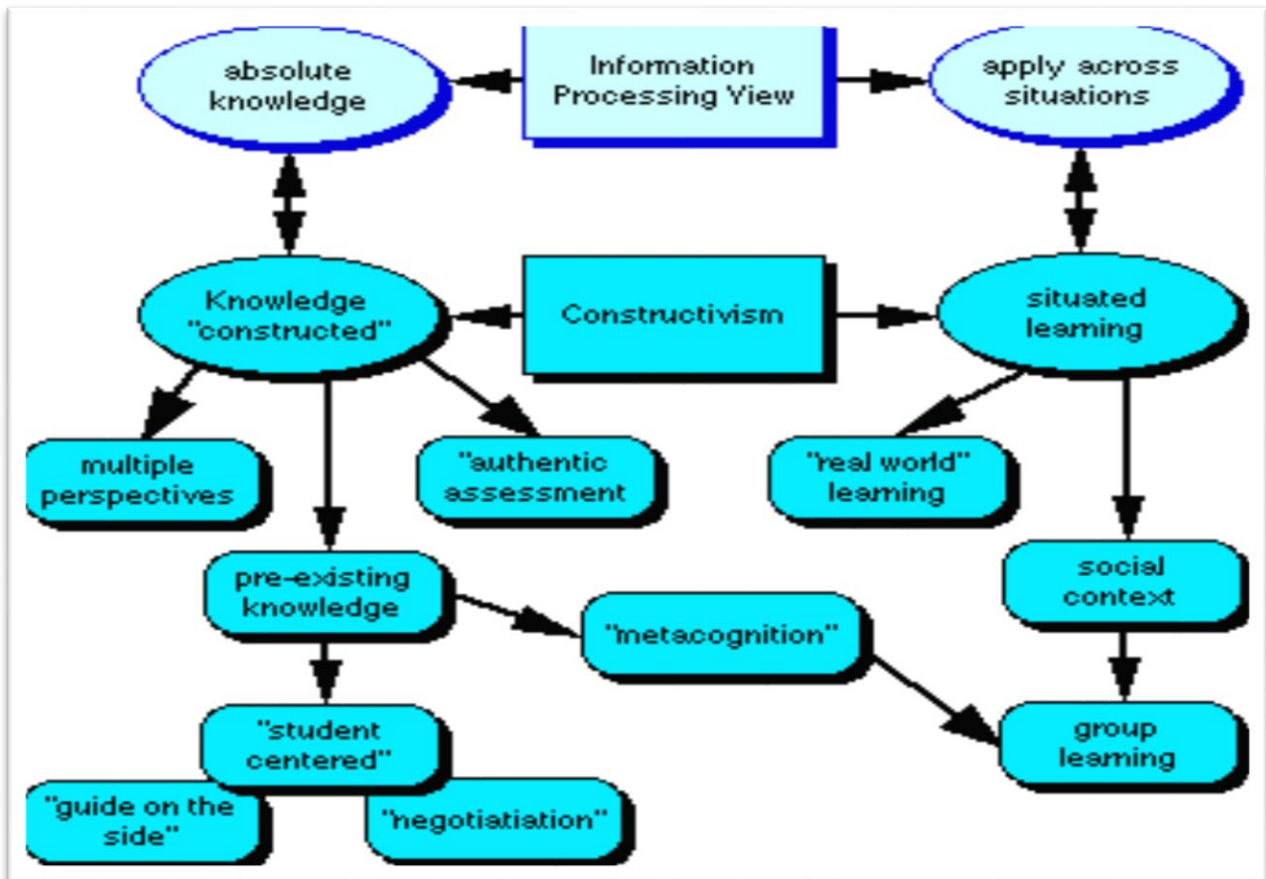 absolute
knowledge
Information
Processing View
apply across
situations
Knowledge
"constructed"
Constructivism
situated
learning
multiple
perspectives
"authentic
assessment
"real world"
learning
pre-existing
knowledge
"metacognition"
social
context
"student
centered"
group
learning
"guide on the
side"
"negotiatiation"